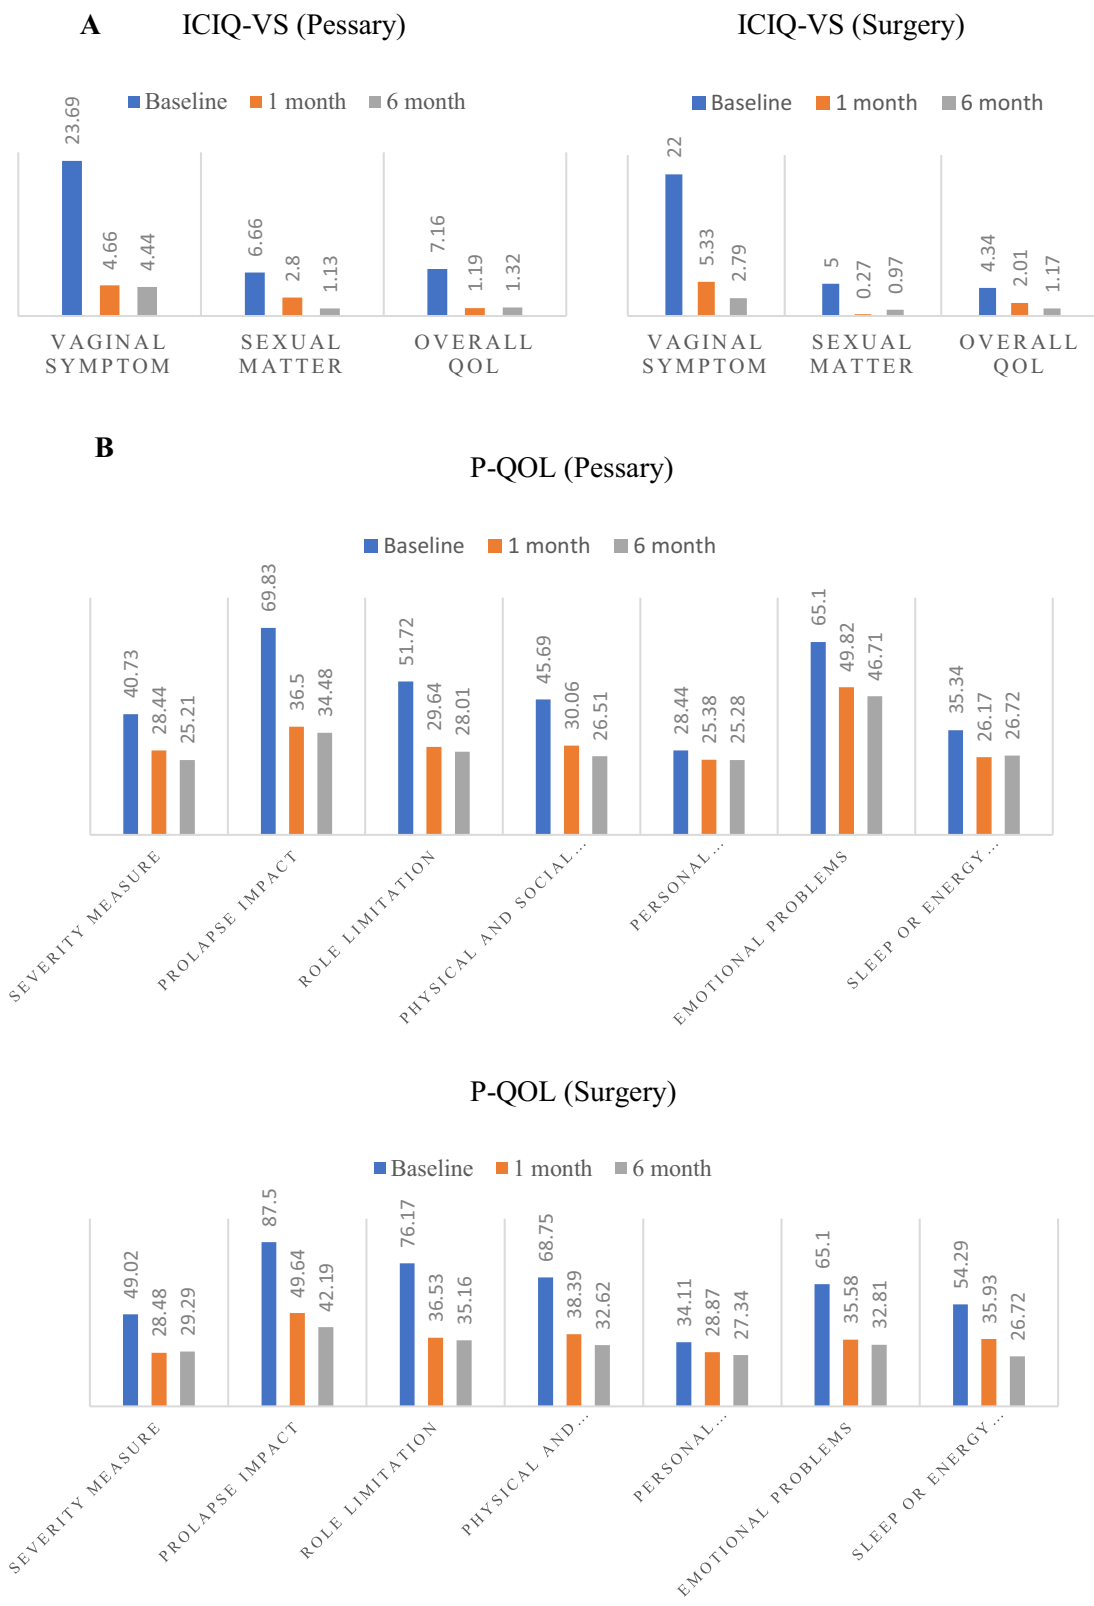 A
ICIQ-VS (Pessary)
Baseline 1 month 6 month
23.69 4.66 4.44
6.66 2.8 1.13
7.16 1.19 1.32
VAGINAL SYMPTOM
SEXUAL MATTER
OVERALL QOL
ICIQ-VS (Surgery)
Baseline 1 month 6 month
22 5.33 2.79
5 0.27 0.97
4.34 2.01 1.17
VAGINAL SYMPTOM
SEXUAL MATTER
OVERALL QOL
B
P-QOL (Pessary)
Baseline 1 month 6 month
40.73 28.44 25.21
69.83 36.5 34.48
51.72 29.64 28.01
45.69 30.06 26.51
28.44 25.38 25.28
65.1 49.82 46.71
35.34 26.17 26.72
SEVERITY MEASURE
PROLAPSE IMPACT
ROLE LIMITATION
PHYSICAL AND SOCIAL...
PERSONAL...
EMOTIONAL PROBLEMS
SLEEP OR ENERGY...
P-QOL (Surgery)
Baseline 1 month 6 month
49.02 28.48 29.29
87.5 49.64 42.19
76.17 36.53 35.16
68.75 38.39 32.62
34.11 28.87 27.34
65.1 35.58 32.81
54.29 35.93 26.72
SEVERITY MEASURE
PROLAPSE IMPACT
ROLE LIMITATION
PHYSICAL AND...
PERSONAL...
EMOTIONAL PROBLEMS
SLEEP OR ENERGY...